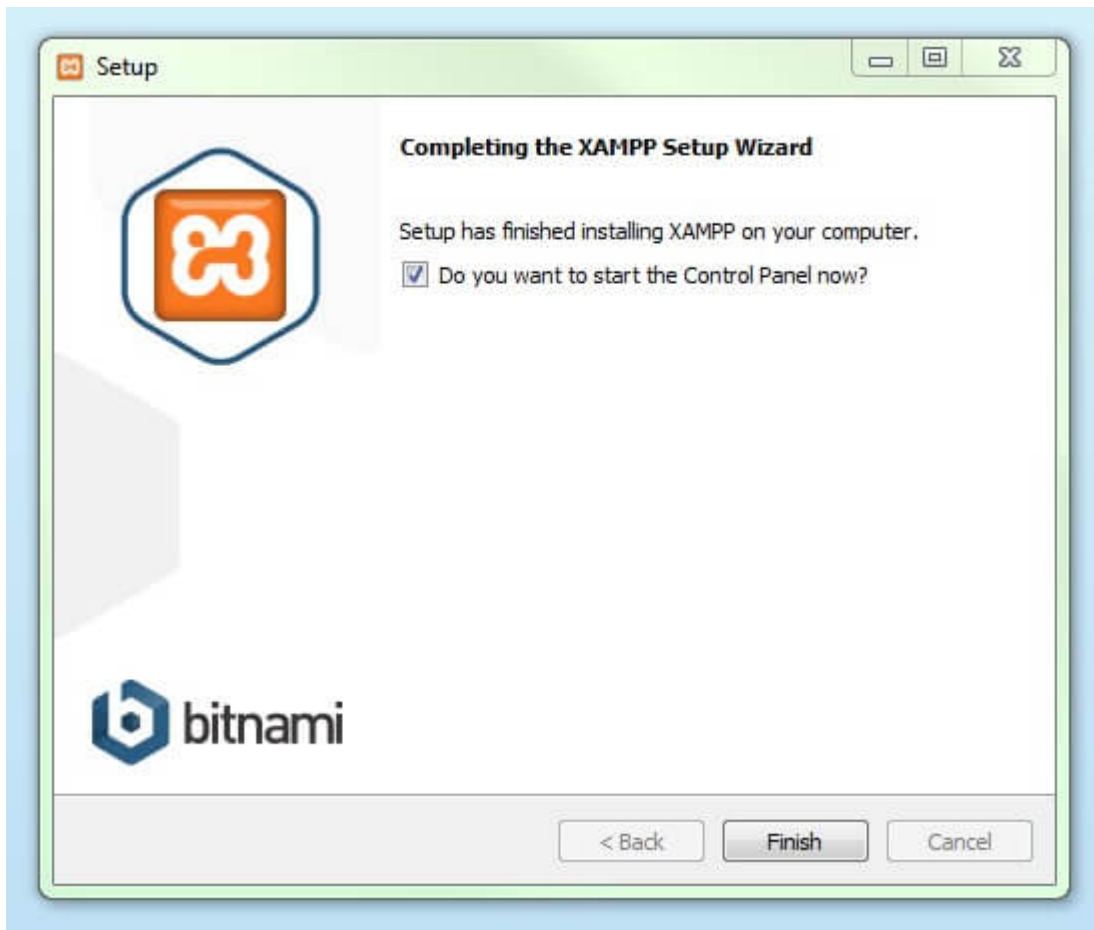 Setup
Completing the XAMPP Setup Wizard
Setup has finished installing XAMPP on your computer.
Do you want to start the Control Panel now?
bitnami
< Back
Finish
Cancel